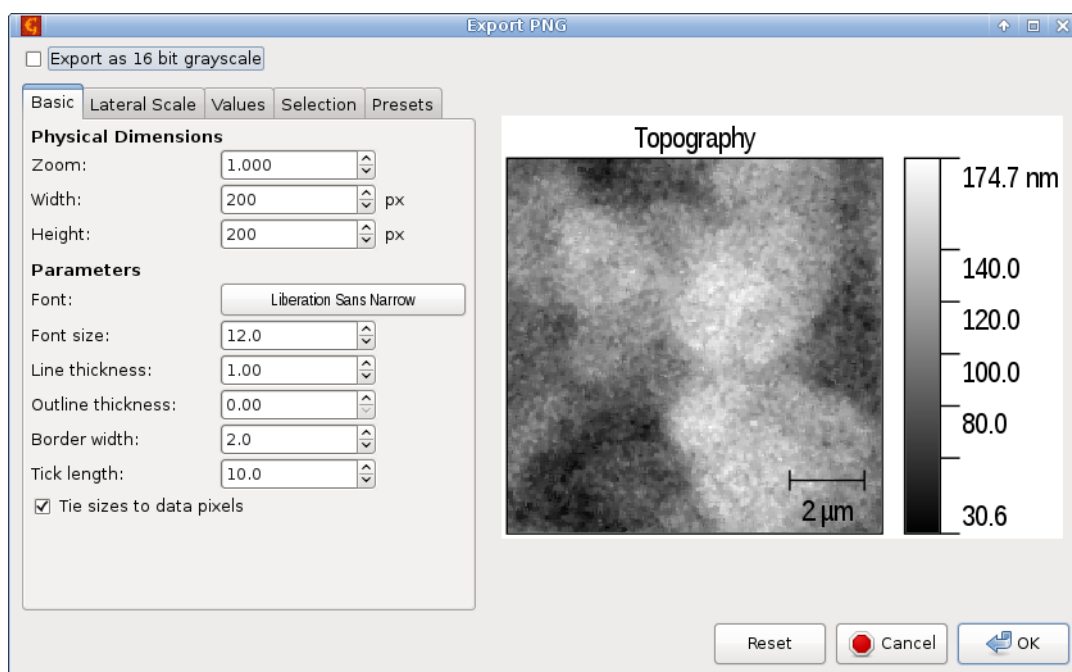 Export PNG
Export as 16 bit grayscale
Basic Lateral Scale Values Selection Presets
Physical Dimensions
Zoom: 1.000
Width: 200 px
Height: 200 px
Parameters
Font: Liberation Sans Narrow
Font size: 12.0
Line thickness: 1.00
Outline thickness: 0.00
Border width: 2.0
Tick length: 10.0
Tie sizes to data pixels
Topography
174.7 nm
140.0
120.0
100.0
80.0
30.6
2 µm
Reset Cancel OK